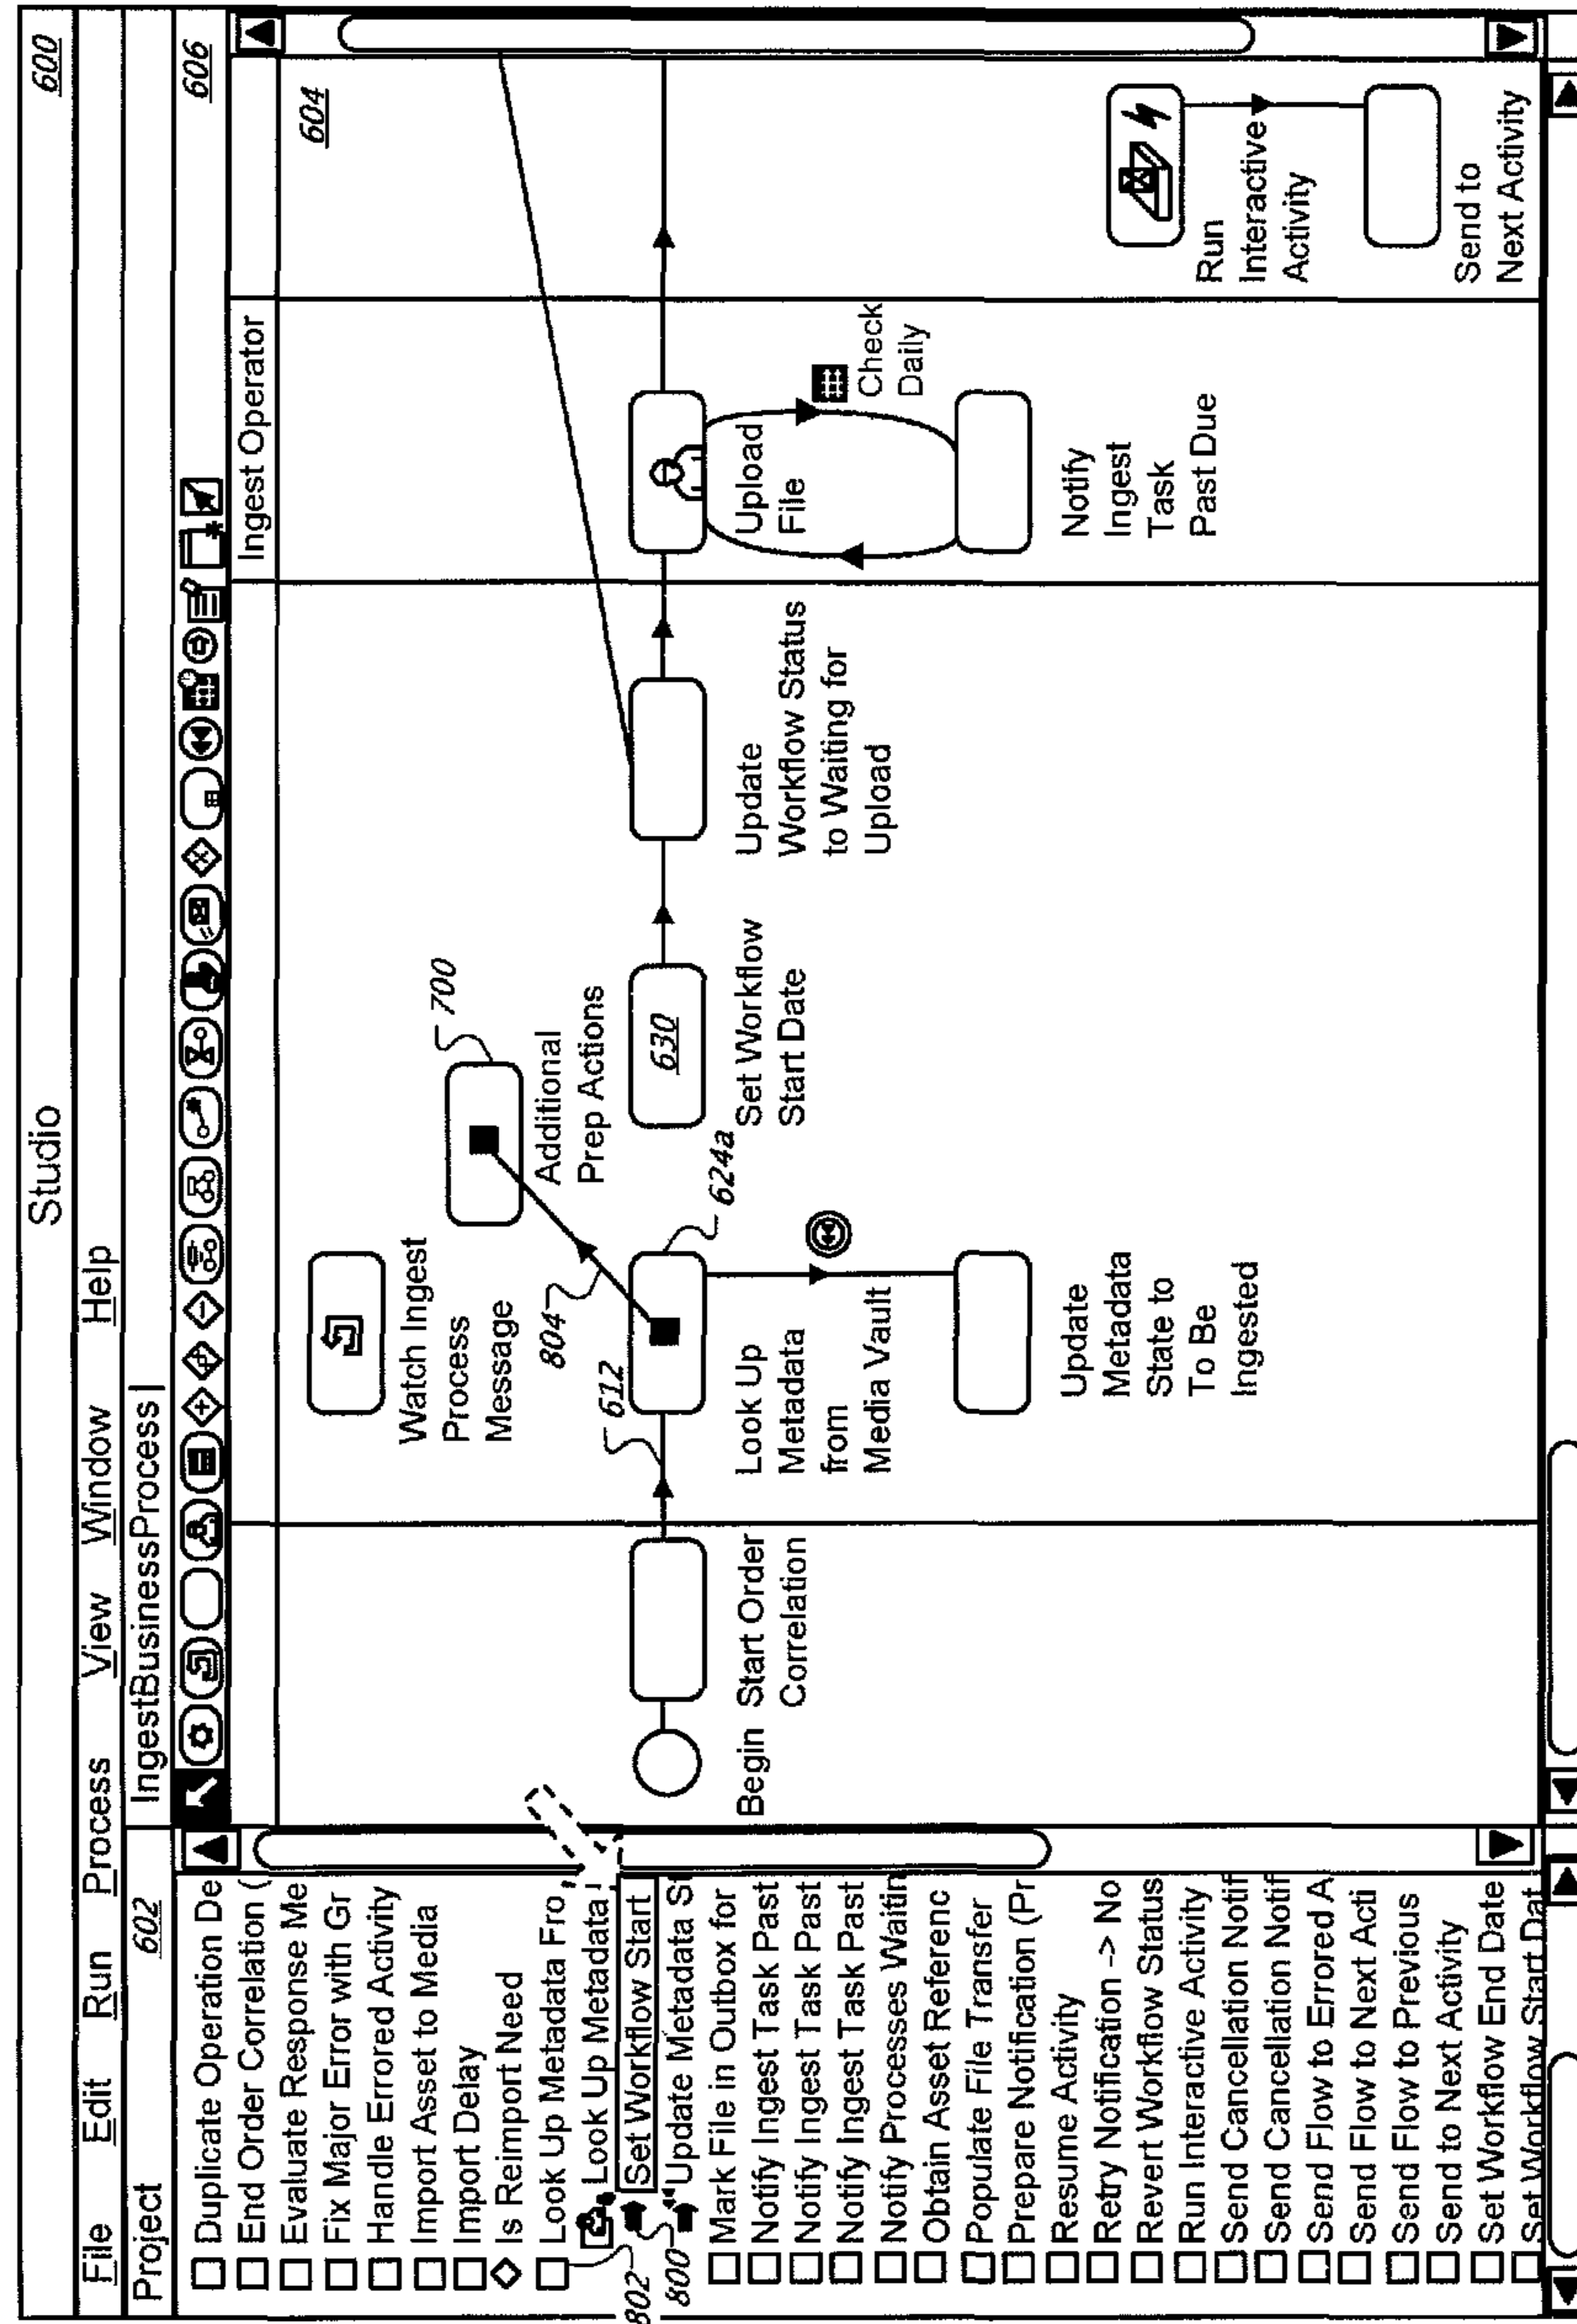 Studio
600
File Edit Run Process View Window Help
Project
602
IngestBusinessProcess
606
Duplicate Operation De
End Order Correlation (
Evaluate Response Me
Fix Major Error with Gr
Handle Errored Activity
Import Asset to Media
Import Delay
Is Reimport Need
Look Up Metadata Fro
Look Up Metadata
Set Workflow Start
Update Metadata St
802
800
Mark File in Outbox for
Notify Ingest Task Past
Notify Ingest Task Past
Notify Ingest Task Past
Notify Processes Waitin
Obtain Asset Referenc
Populate File Transfer
Prepare Notification (Pr
Resume Activity
Retry Notification -> No
Revert Workflow Status
Run Interactive Activity
Send Cancellation Notif
Send Cancellation Notif
Send Flow to Errored A
Send Flow to Next Acti
Send Flow to Previous
Send to Next Activity
Set Workflow End Date
Set Workflow Start Dat
Ingest Operator
604
Watch Ingest
Process
Message
700
Additional
Prep Actions
804
612
624a
630
Begin
Start Order
Correlation
Look Up
Metadata
from
Media Vault
Set Workflow
Start Date
Update
Workflow Status
to Waiting for
Upload
Upload
File
Check
Daily
Update
Metadata
State to
To Be
Ingested
Notify
Ingest
Task
Past Due
Run
Interactive
Activity
Send to
Next Activity